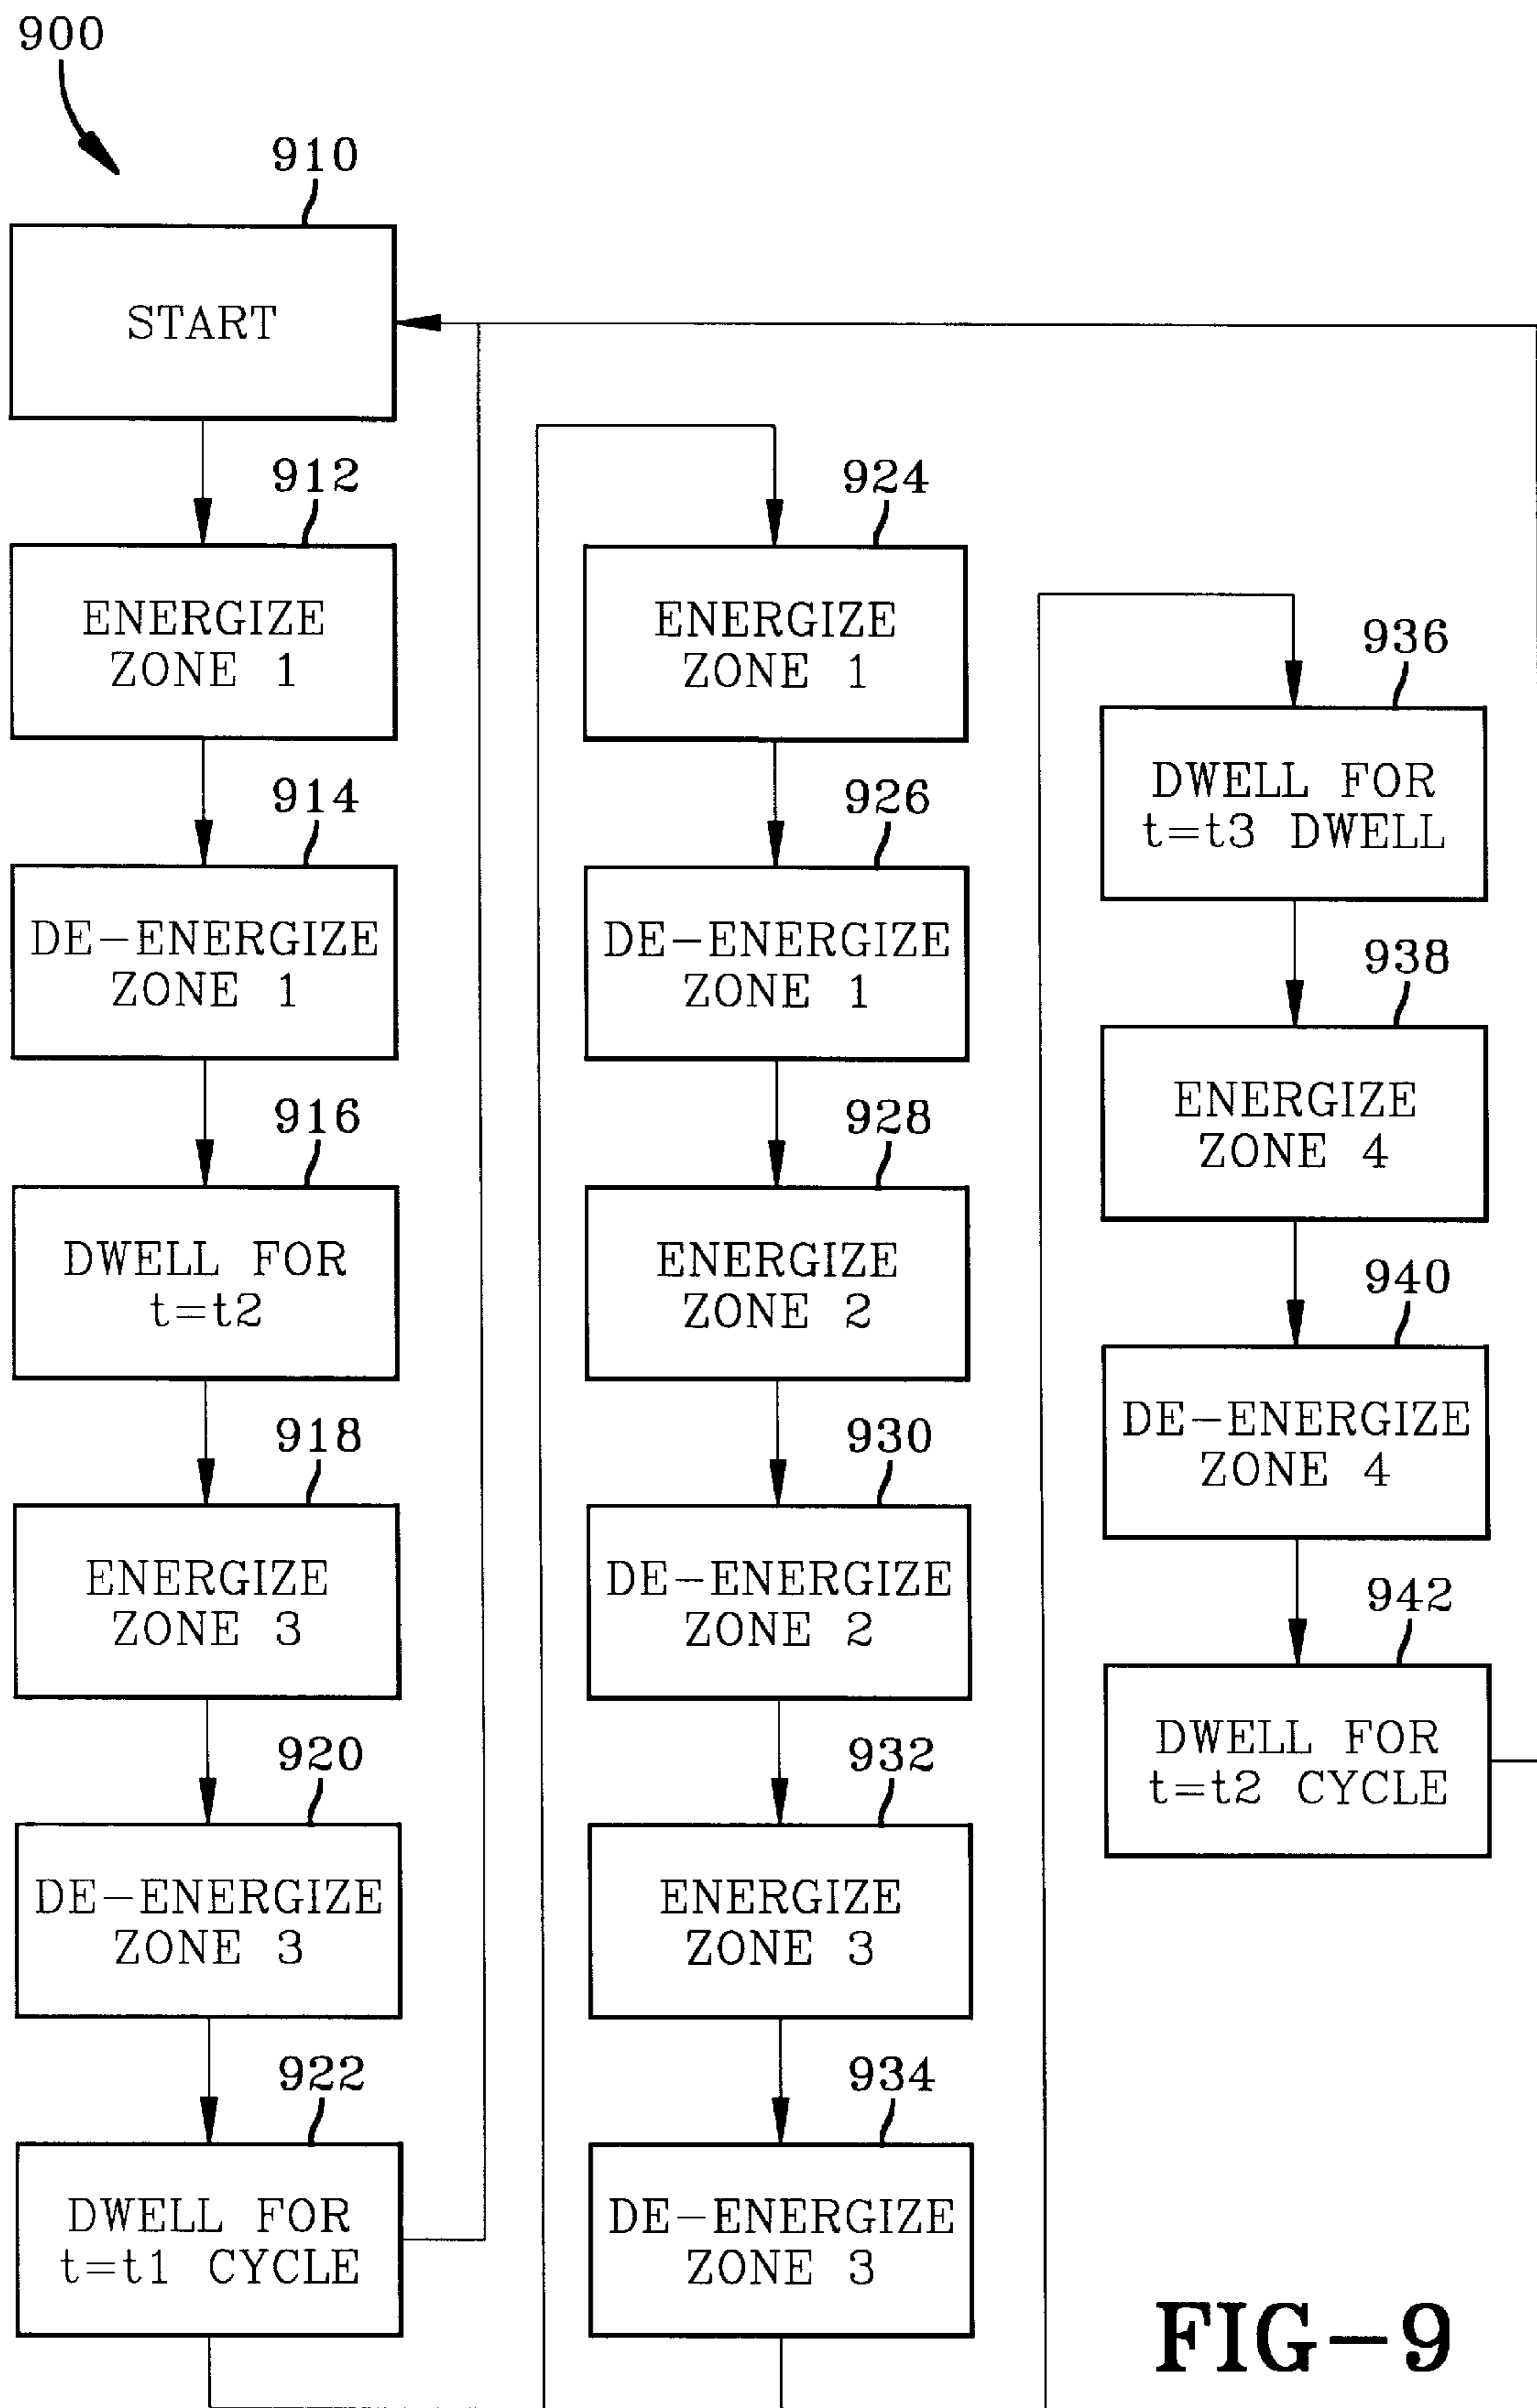 900
910
START
912
ENERGIZE
ZONE 1
914
DE-ENERGIZE
ZONE 1
916
DWELL FOR
t=t2
918
ENERGIZE
ZONE 3
920
DE-ENERGIZE
ZONE 3
922
DWELL FOR
t=t1 CYCLE
924
ENERGIZE
ZONE 1
926
DE-ENERGIZE
ZONE 1
928
ENERGIZE
ZONE 2
930
DE-ENERGIZE
ZONE 2
932
ENERGIZE
ZONE 3
934
DE-ENERGIZE
ZONE 3
936
DWELL FOR
t=t3 DWELL
938
ENERGIZE
ZONE 4
940
DE-ENERGIZE
ZONE 4
942
DWELL FOR
t=t2 CYCLE
FIG-9